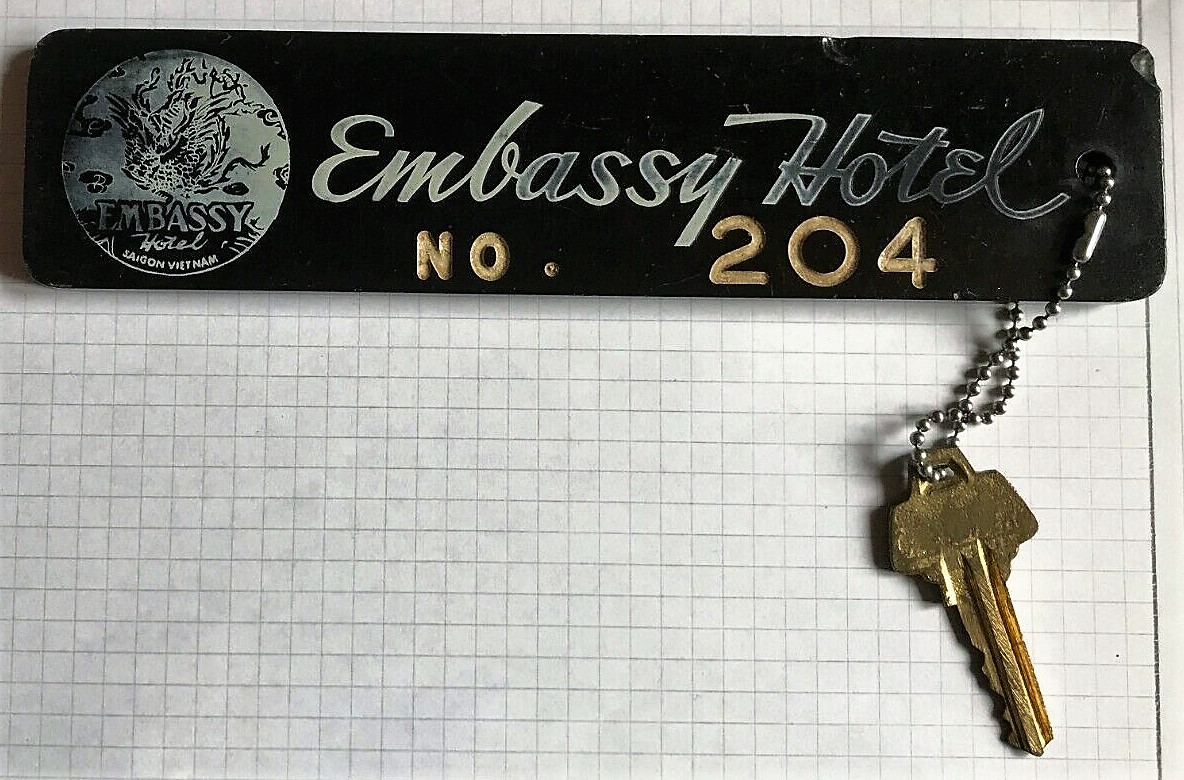 EMBASSY
Hotel
SAIGON VIETNAM
Embassy Hotel
NO. 204